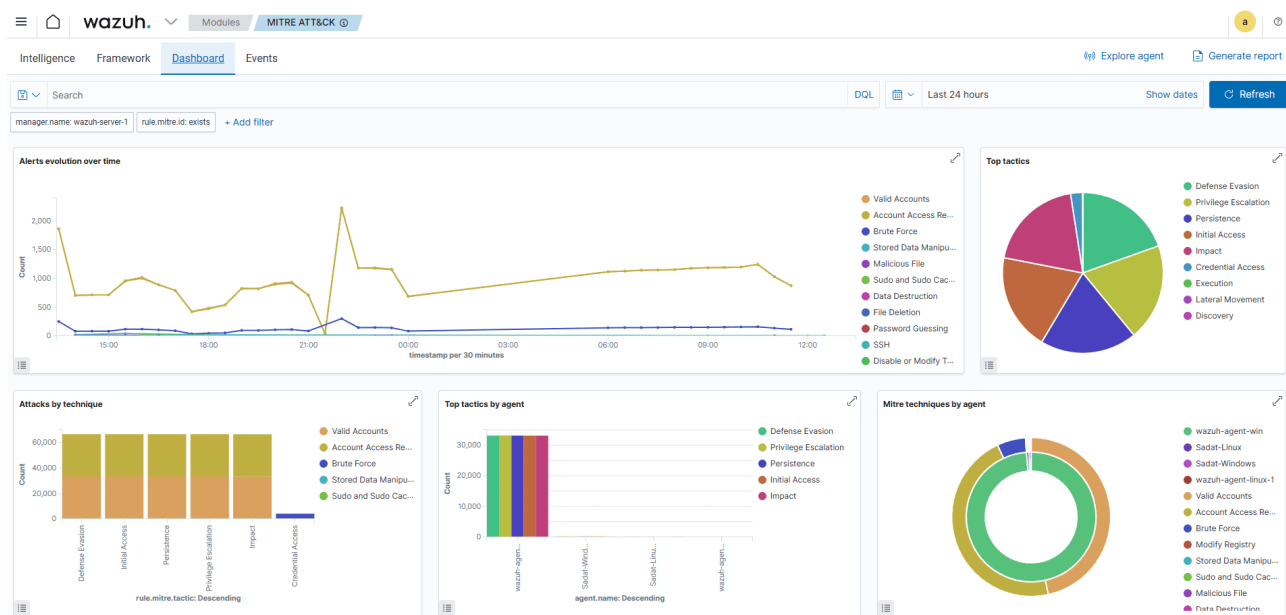 wazuh. Modules MITRE ATT&CK a
Intelligence Framework Dashboard Events Explore agent Generate report
Search DQL Last 24 hours Show dates Refresh
manager.name: wazuh-server-1 rule.mitre.id: exists + Add filter
Alerts evolution over time
2,000
1,500
1,000
500
0
Count
15:00 18:00 21:00 00:00 03:00 06:00 09:00 12:00
timestamp per 30 minutes
Valid Accounts
Account Access Re...
Brute Force
Stored Data Manipu...
Malicious File
Sudo and Sudo Cac...
Data Destruction
File Deletion
Password Guessing
SSH
Disable or Modify T...
Top tactics
Defense Evasion
Privilege Escalation
Persistence
Initial Access
Impact
Credential Access
Execution
Lateral Movement
Discovery
Attacks by technique
60,000
40,000
20,000
0
Count
Defense Evasion
Initial Access
Persistence
Privilege Escalation
Impact
Credential Access
rule.mitre.tactic: Descending
Valid Accounts
Account Access Re...
Brute Force
Stored Data Manipu...
Sudo and Sudo Cac...
Top tactics by agent
30,000
20,000
10,000
0
Count
wazuh-agen...
Sadat-Wind...
Sadat-Linu...
wazuh-agen...
agent.name: Descending
Defense Evasion
Privilege Escalation
Persistence
Initial Access
Impact
Mitre techniques by agent
wazuh-agent-win
Sadat-Linux
Sadat-Windows
wazuh-agent-linux-1
Valid Accounts
Account Access Re...
Brute Force
Modify Registry
Stored Data Manipu...
Sudo and Sudo Cac...
Malicious File
Data Destruction